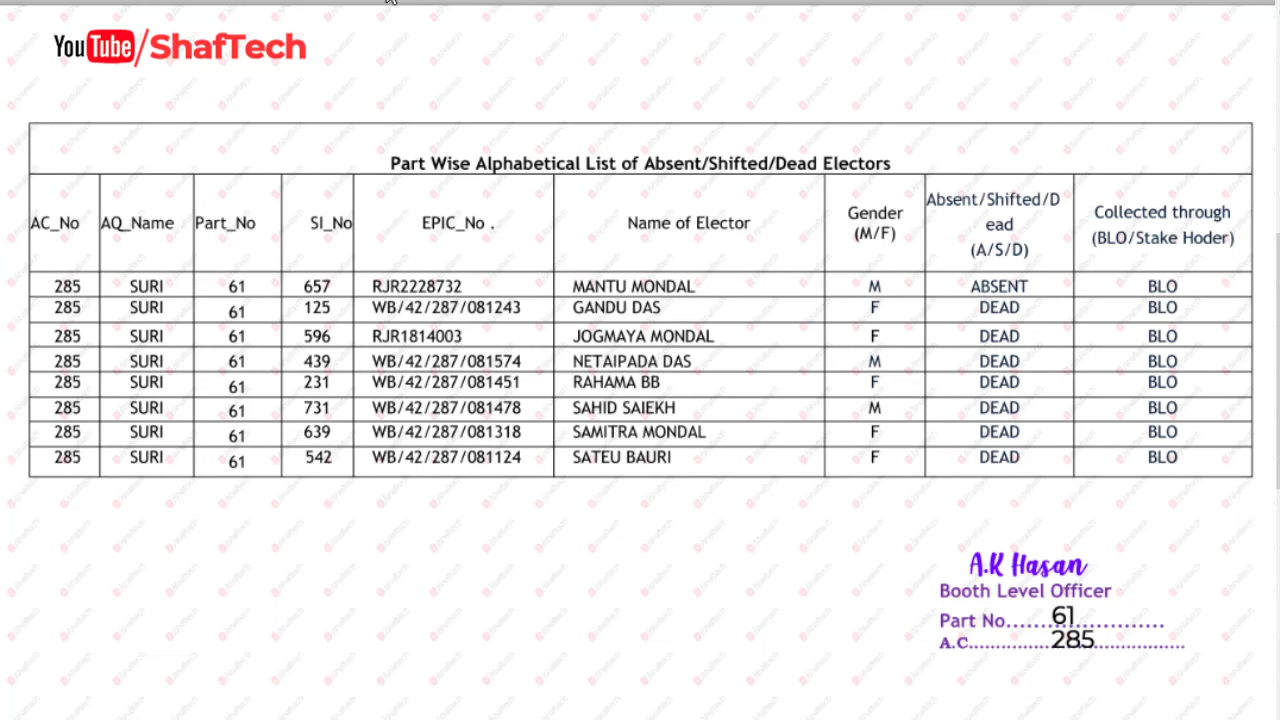 YouTube/ShafTech
Part Wise Alphabetical List of Absent/Shifted/Dead Electors
AC_No AQ_Name Part_No SI_No EPIC_No . Name of Elector Gender (M/F) Absent/Shifted/Dead (A/S/D) Collected through (BLO/Stake Hoder)
285 SURI 61 657 RJR2228732 MANTU MONDAL M ABSENT BLO
285 SURI 61 125 WB/42/287/081243 GANDU DAS F DEAD BLO
285 SURI 61 596 RJR1814003 JOGMAYA MONDAL F DEAD BLO
285 SURI 61 439 WB/42/287/081574 NETAIPADA DAS M DEAD BLO
285 SURI 61 231 WB/42/287/081451 RAHAMA BB F DEAD BLO
285 SURI 61 731 WB/42/287/081478 SAHID SAIEKH M DEAD BLO
285 SURI 61 639 WB/42/287/081318 SAMITRA MONDAL F DEAD BLO
285 SURI 61 542 WB/42/287/081124 SATEU BAURI F DEAD BLO
A.K Hasan
Booth Level Officer
Part No......61.............
A.C...............285.................